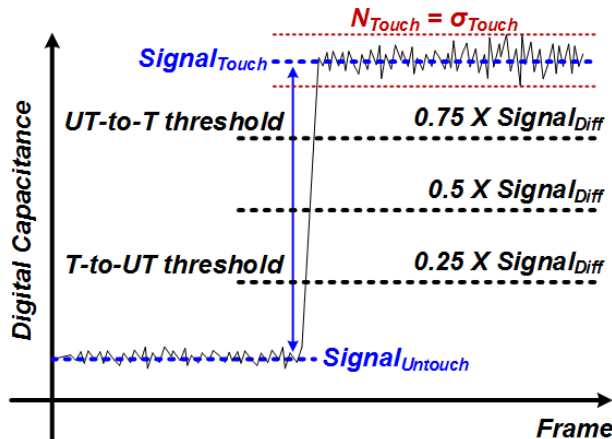 N_Touch = σ_Touch
Signal_Touch
UT-to-T threshold
0.75 X Signal_Diff
0.5 X Signal_Diff
T-to-UT threshold
0.25 X Signal_Diff
Signal_Untouch
Digital Capacitance
Frame